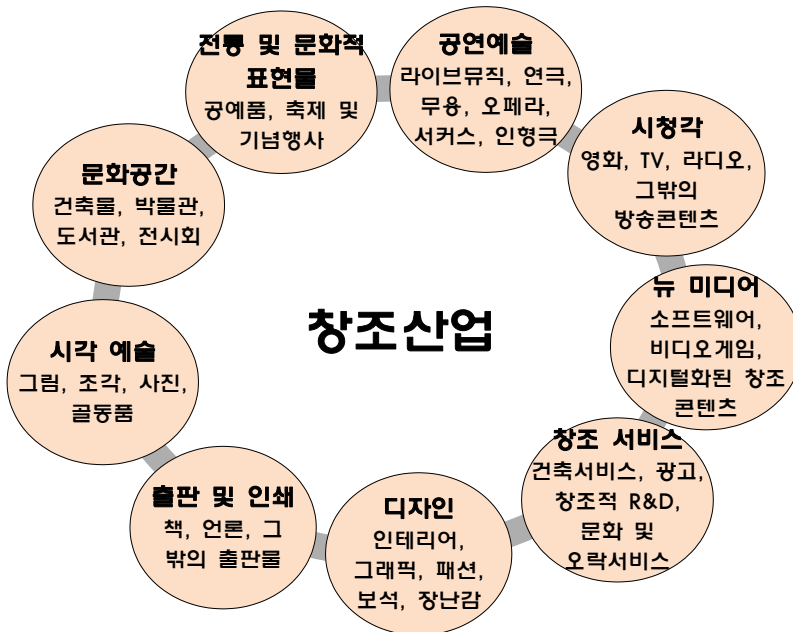 전통 및 문화적
표현물
공예품, 축제 및
기념행사
공연예술
라이브뮤직, 연극,
무용, 오페라,
서커스, 인형극
시청각
영화, TV, 라디오,
그밖의
방송콘텐츠
뉴 미디어
소프트웨어,
비디오게임,
디지털화된 창조
콘텐츠
창조 서비스
건축서비스, 광고,
창조적 R&D,
문화 및
오락서비스
디자인
인테리어,
그래픽, 패션,
보석, 장난감
출판 및 인쇄
책, 언론, 그
밖의 출판물
시각 예술
그림, 조각, 사진,
골동품
문화공간
건축물, 박물관,
도서관, 전시회
창조산업